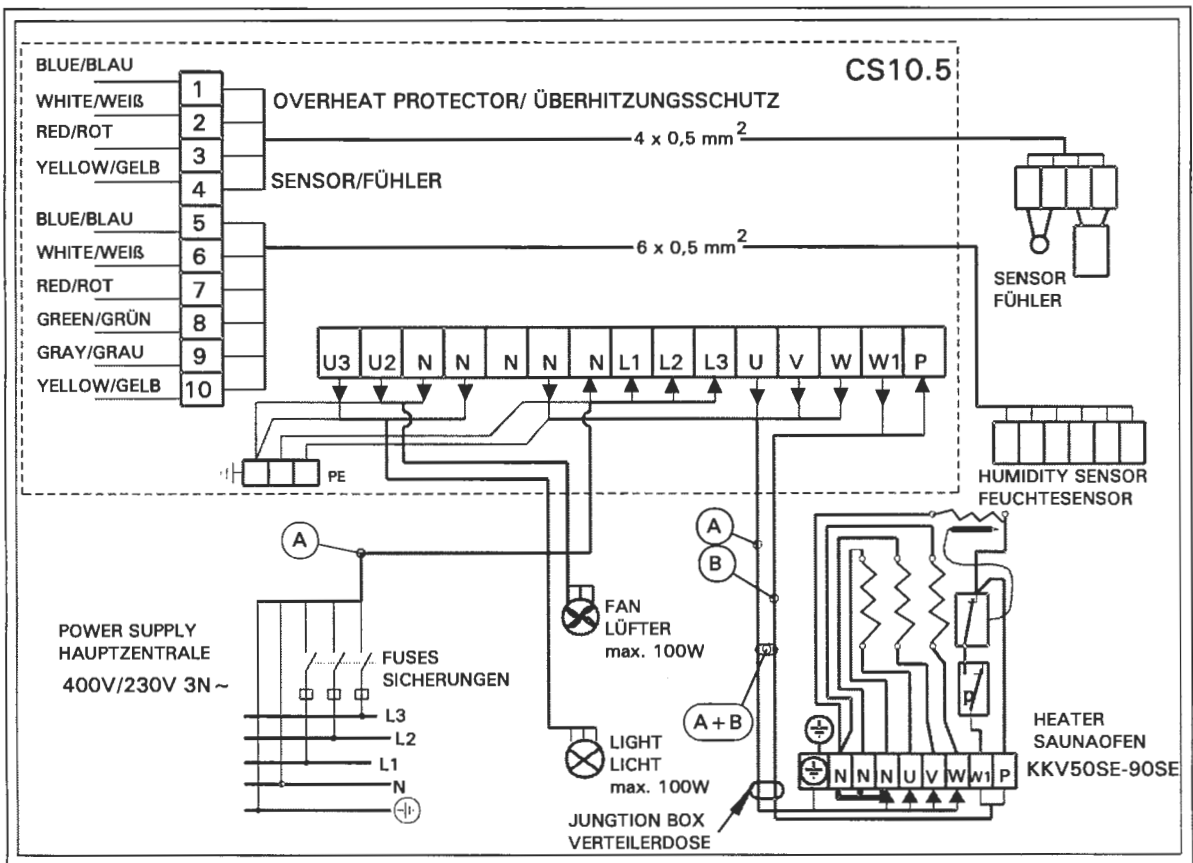 CS10.5
BLUE/BLAU
WHITE/WEIß
RED/ROT
YELLOW/GELB
BLUE/BLAU
WHITE/WEIß
RED/ROT
GREEN/GRÜN
GRAY/GRAU
YELLOW/GELB
1
2
3
4
5
6
7
8
9
10
OVERHEAT PROTECTOR/ ÜBERHITZUNGSSCHUTZ
4 x 0,5 mm²
SENSOR/FÜHLER
6 x 0,5 mm²
SENSOR
FÜHLER
U3 U2 N N N N N L1 L2 L3 U V W W1 P
PE
HUMIDITY SENSOR
FEUCHTESENSOR
A
A
B
A+B
FAN
LÜFTER
max. 100W
POWER SUPPLY
HAUPTZENTRALE
400V/230V 3N~
FUSES
SICHERUNGEN
L3
L2
L1
N
LIGHT
LICHT
max. 100W
JUNGTION BOX
VERTEILERDOSE
p
HEATER
SAUNAOFEN
KKV50SE-90SE
N N N U V W W1 P